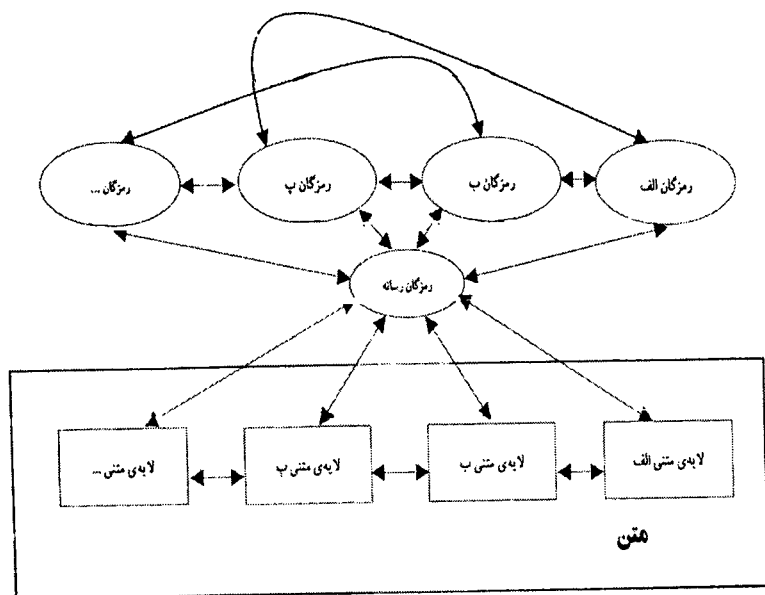 رمزگان الف
رمزگان ب
رمزگان پ
رمزگان ...
رمزگان رسانه
لایه‌ی متنی الف
لایه‌ی متنی ب
لایه‌ی متنی پ
لایه‌ی متنی ...
متن